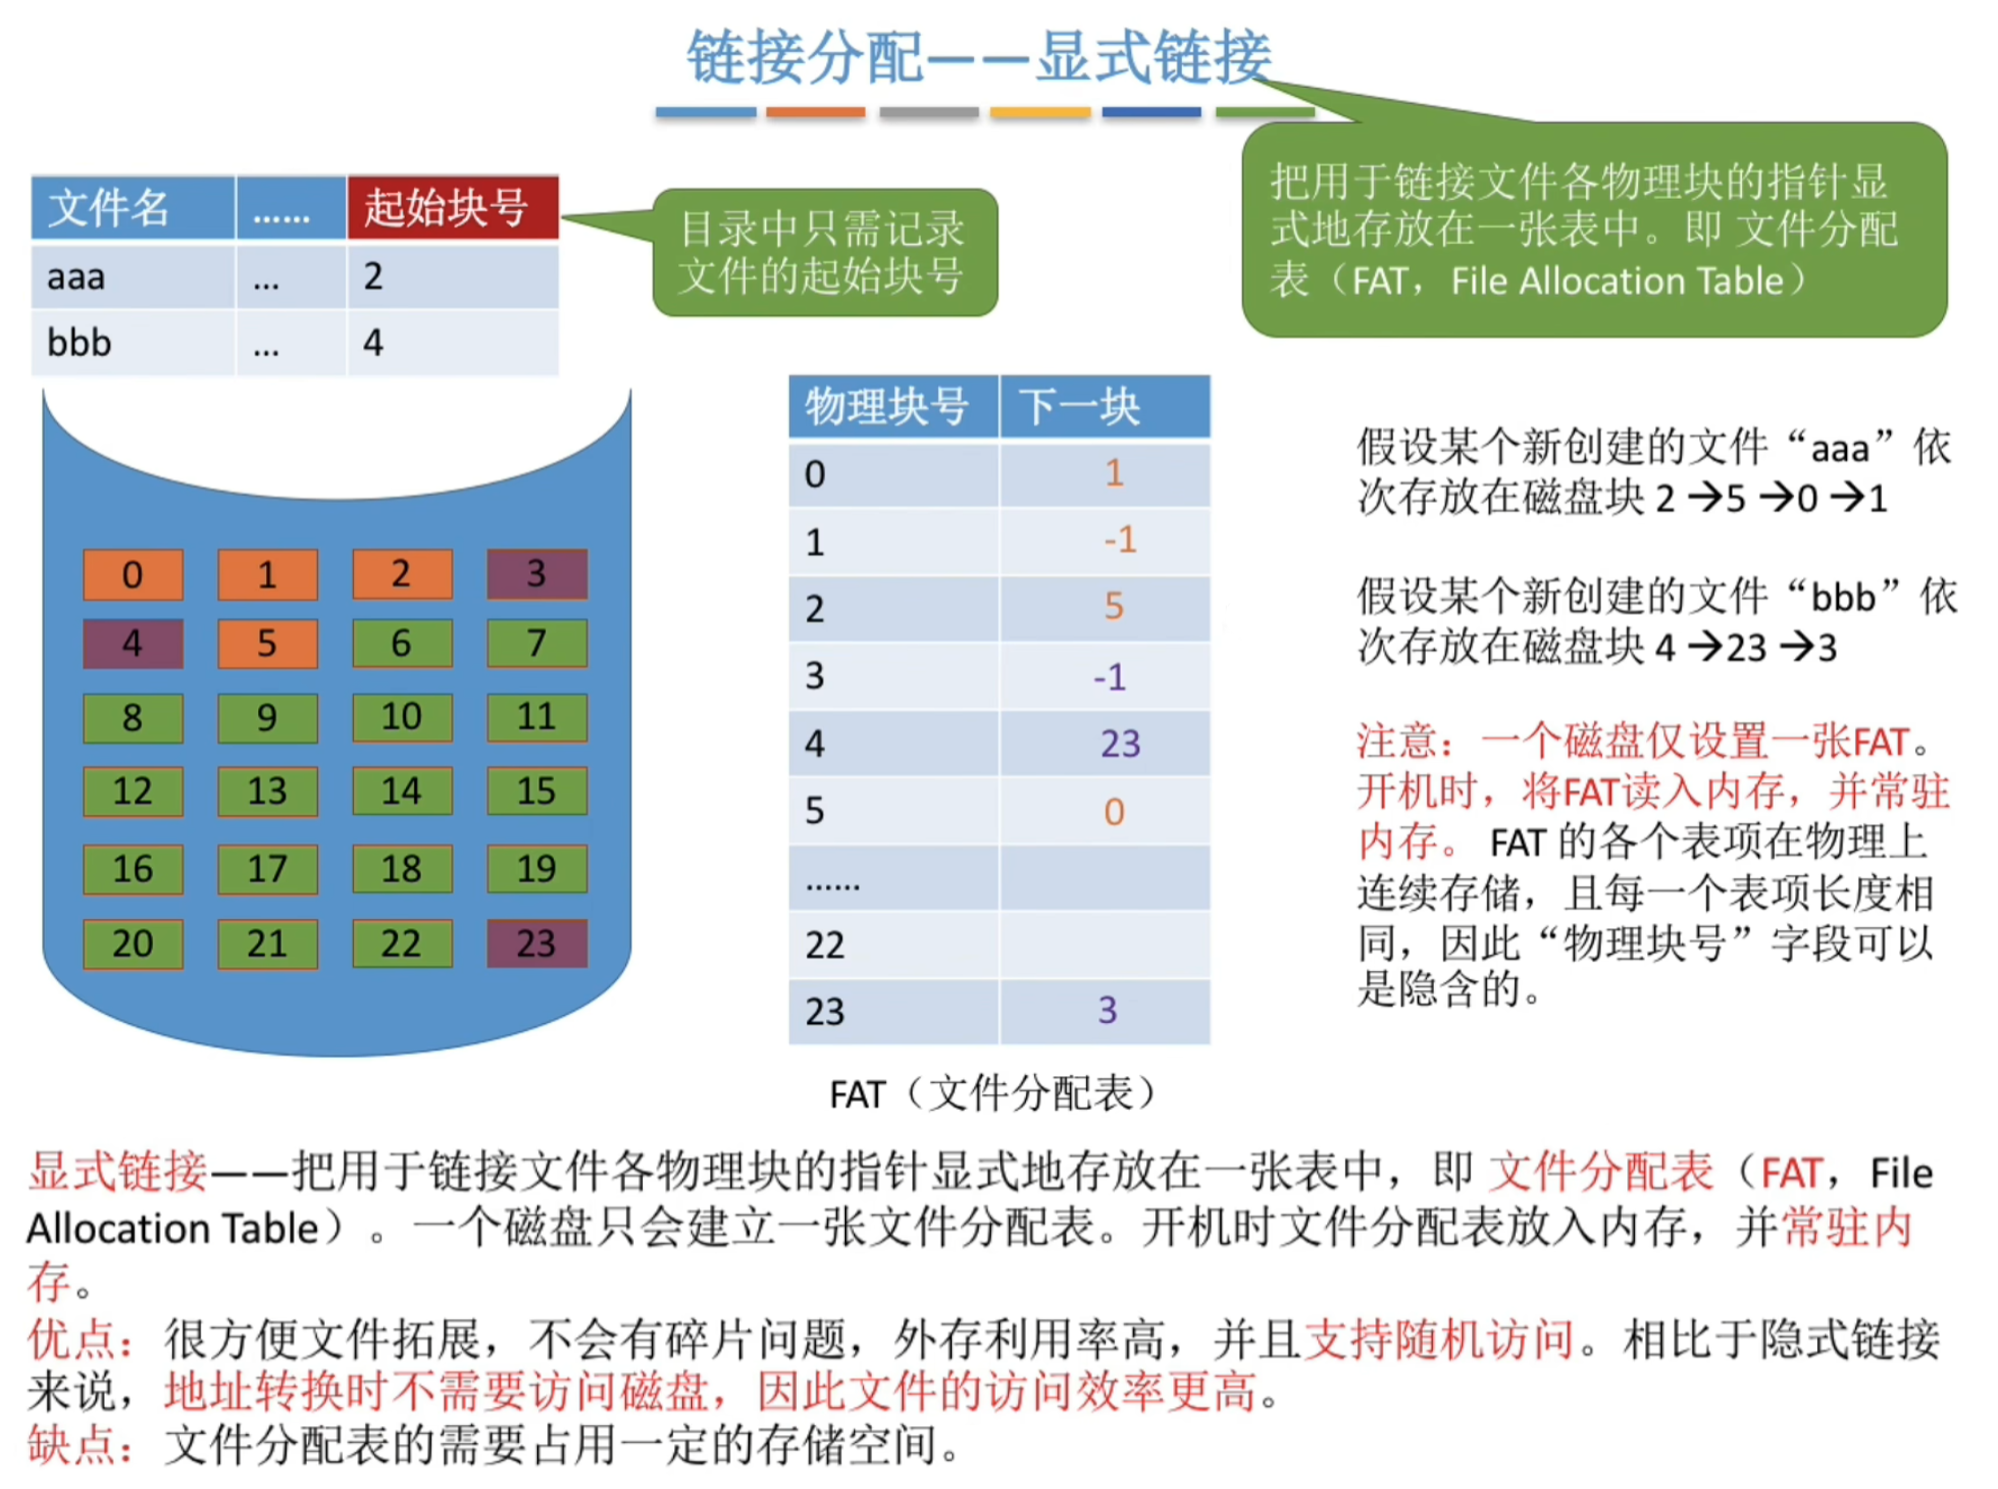 链接分配——显式链接
把用于链接文件各物理块的指针显
式地存放在一张表中。即 文件分配
表（FAT，File Allocation Table）
文件名 …… 起始块号
aaa … 2
bbb … 4
目录中只需记录
文件的起始块号
0 1 2 3
4 5 6 7
8 9 10 11
12 13 14 15
16 17 18 19
20 21 22 23
物理块号 下一块
0 1
1 -1
2 5
3 -1
4 23
5 0
……
22
23 3
FAT（文件分配表）
假设某个新创建的文件“aaa”依
次存放在磁盘块 2 →5 →0 →1
假设某个新创建的文件“bbb”依
次存放在磁盘块 4 →23 →3
注意：一个磁盘仅设置一张FAT。
开机时，将FAT读入内存，并常驻
内存。 FAT 的各个表项在物理上
连续存储，且每一个表项长度相
同，因此“物理块号”字段可以
是隐含的。
显式链接——把用于链接文件各物理块的指针显式地存放在一张表中，即 文件分配表（FAT，File
Allocation Table）。一个磁盘只会建立一张文件分配表。开机时文件分配表放入内存，并常驻内
存。
优点：很方便文件拓展，不会有碎片问题，外存利用率高，并且支持随机访问。相比于隐式链接
来说，地址转换时不需要访问磁盘，因此文件的访问效率更高。
缺点：文件分配表的需要占用一定的存储空间。